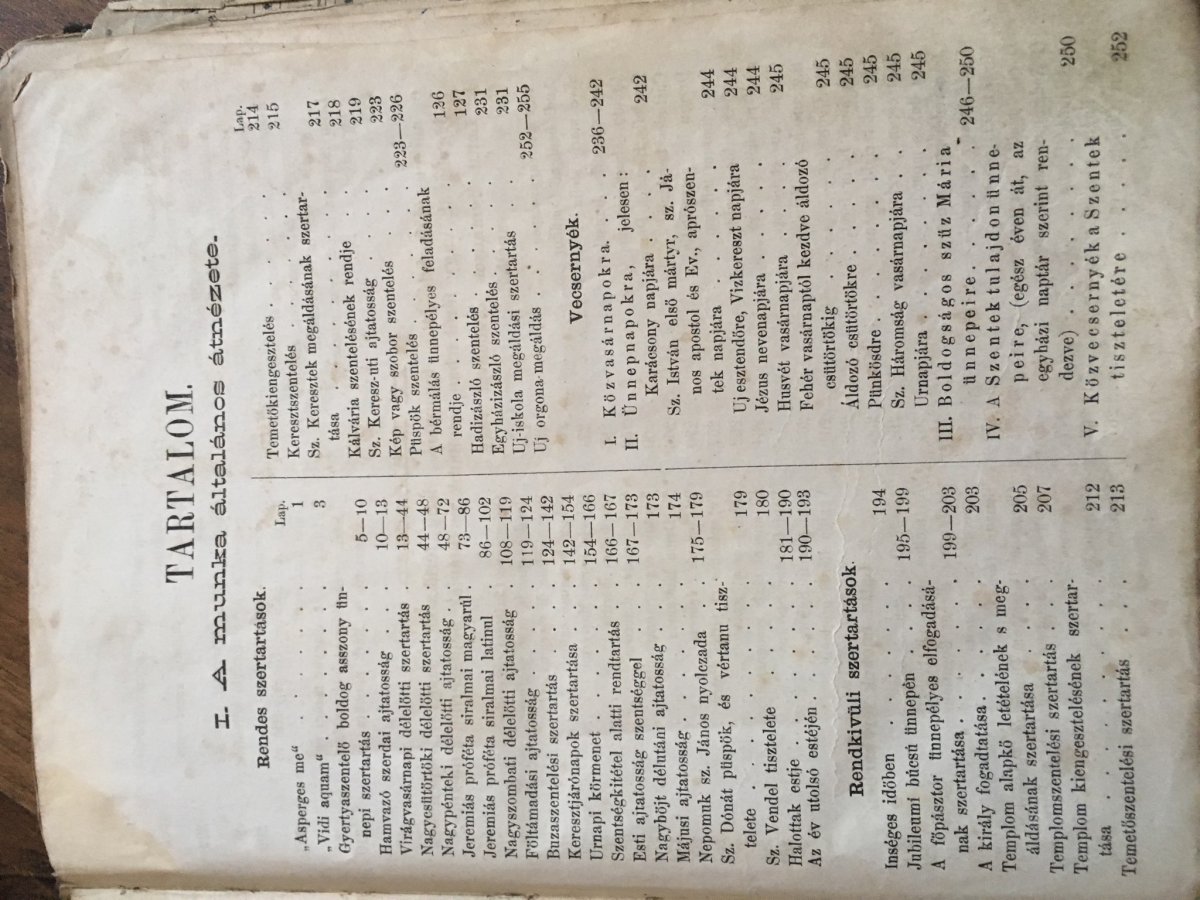 TARTALOM.
I. A munka általános átnézete.
Rendes szertartások.
Lap.
„Asperges me" . . . . . . 1
„Vidi aquam" . . . . . . 3
Gyertyaszentelő boldog asszony ün-
nepi szertartás . . . . . 5—10
Hamvazó szerdai ajtatosság . . . 10—13
Virágvasárnapi délelőtti szertartás 13—44
Nagycsütörtöki délelőtti szertartás . 44—48
Nagypénteki délelőtti ajtatosság . . 48—72
Jeremiás próféta siralmai magyarúl . 73—86
Jeremiás próféta siralmai latinul . 86—102
Nagyszombati délelőtti ajtatosság . 108—119
Föltámadási ajtatosság . . . . 119—124
Buzaszentelési szertartás . . . 124—142
Keresztjárónapok szertartása . . 142—154
Urnapi körmenet . . . . . 154—166
Szentségkitétel alatti rendtartás . 166—167
Esti ajtatosság szentséggel . . . 167—173
Nagyböjt délutáni ajtatosság . . 173
Májusi ajtatosság . . . . . 174
Nepomuk sz. János nyolczada . . 175—179
Sz. Dónát püspök, és vértanu tisz-
telete . . . . . . . . 179
Sz. Vendel tisztelete . . . . 180
Halottak estje . . . . . . 181—190
Az év utolsó estéjén . . . . 190—193
Rendkivüli szertartások.
Inséges időben . . . . . . 194
Jubileumi búcsú ünnepén . . . 195—199
A főpásztor ünnepélyes elfogadásá-
nak szertartása . . . . . 199—203
A király fogadtatása . . . . 203
Templom alapkő letételének s meg-
áldásának szertartása . . . 205
Templomszentelési szertartás . . 207
Templom kiengesztelésének szertar-
tása . . . . . . . . 212
Temetőszentelési szertartás . . . 213
Lap.
Temetőkiengesztelés . . . . . 214
Keresztszentelés . . . . . 215
Sz. Keresztek megáldásának szertar-
tása . . . . . . . . 217
Kálvária szentelésének rendje . . 218
Sz. Keresz-uti ajtatosság . . . 219
Kép vagy szobor szentelés . . . 223
Püspök szentelés . . . . . 223—226
A bérmálás ünnepélyes feladásának
rendje . . . . . . . . 126
Hadizászló szentelés . . . . 127
Egyházizászló szentelés . . . . 231
Uj-iskola megáldási szertartás . . 231
Uj orgona-megáldás . . . . . 252—255
Vecsernyék.
I. Közvasárnapokra. . . . 236—242
II. Ünnepnapokra, jelesen:
Karácsony napjára . . . . 242
Sz. István első mártyr, sz. Já-
nos apostol és Ev., aprószen-
tek napjára . . . . . 244
Uj esztendőre, Vizkereszt napjára 244
Jézus nevenapjára . . . . 244
Husvét vasárnapjára . . . 245
Fehér vasárnaptól kezdve áldozó
csütörtökig . . . . . 245
Áldozó csütörtökre . . . . 245
Pünkösdre . . . . . . 245
Sz. Háromság vasárnapjára . . 245
Urnapjára . . . . . . 245
III. Boldogságos szűz Mária
ünnepeire . . . . . . 246—250
IV. A Szentek tulajdon ünne-
peire, (egész éven át, az
egyházi naptár szerint ren-
dezve) . . . . . . . 250
V. Közvecsernyék a Szentek
tiszteletére . . . . . 252